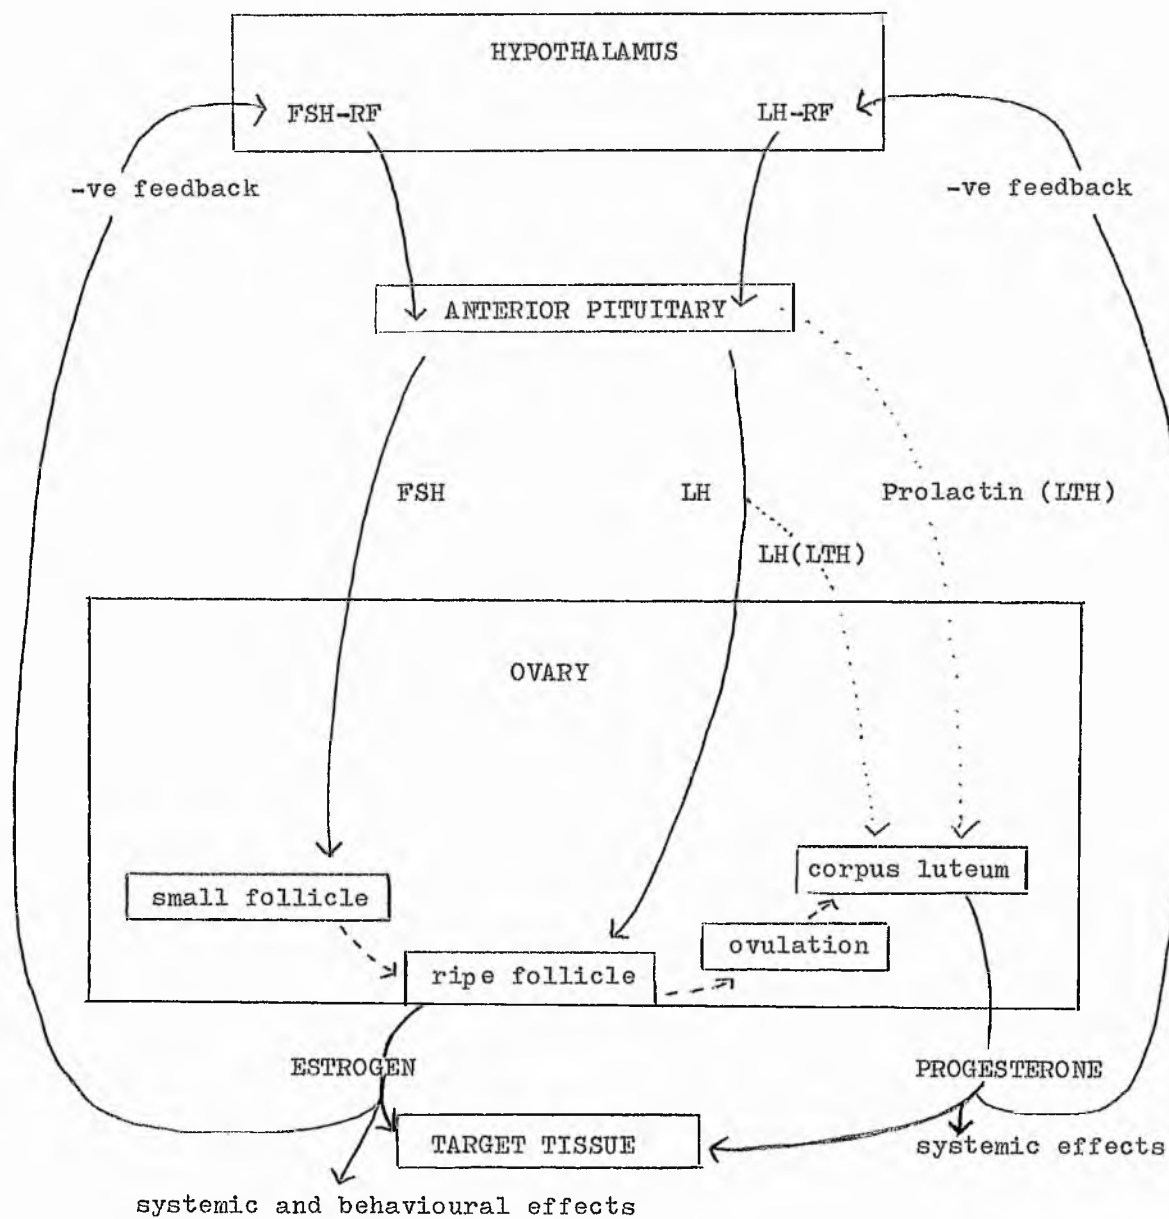 HYPOTHALAMUS
FSH-RF
LH-RF
-ve feedback
-ve feedback
ANTERIOR PITUITARY
FSH
LH
Prolactin (LTH)
LH(LTH)
OVARY
corpus luteum
small follicle
ovulation
ripe follicle
ESTROGEN
PROGESTERONE
TARGET TISSUE
systemic effects
systemic and behavioural effects